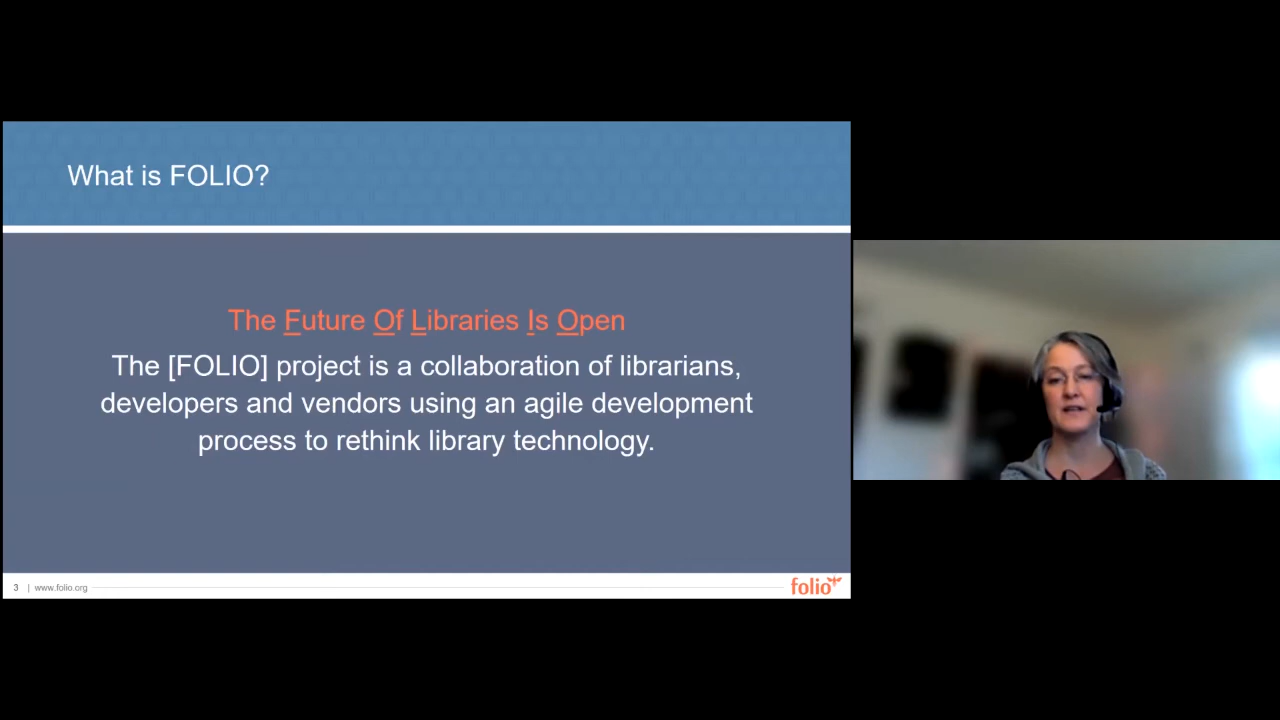 What is FOLIO?
The Future Of Libraries Is Open
The [FOLIO] project is a collaboration of librarians,
developers and vendors using an agile development
process to rethink library technology.
3 | www.folio.org
folio